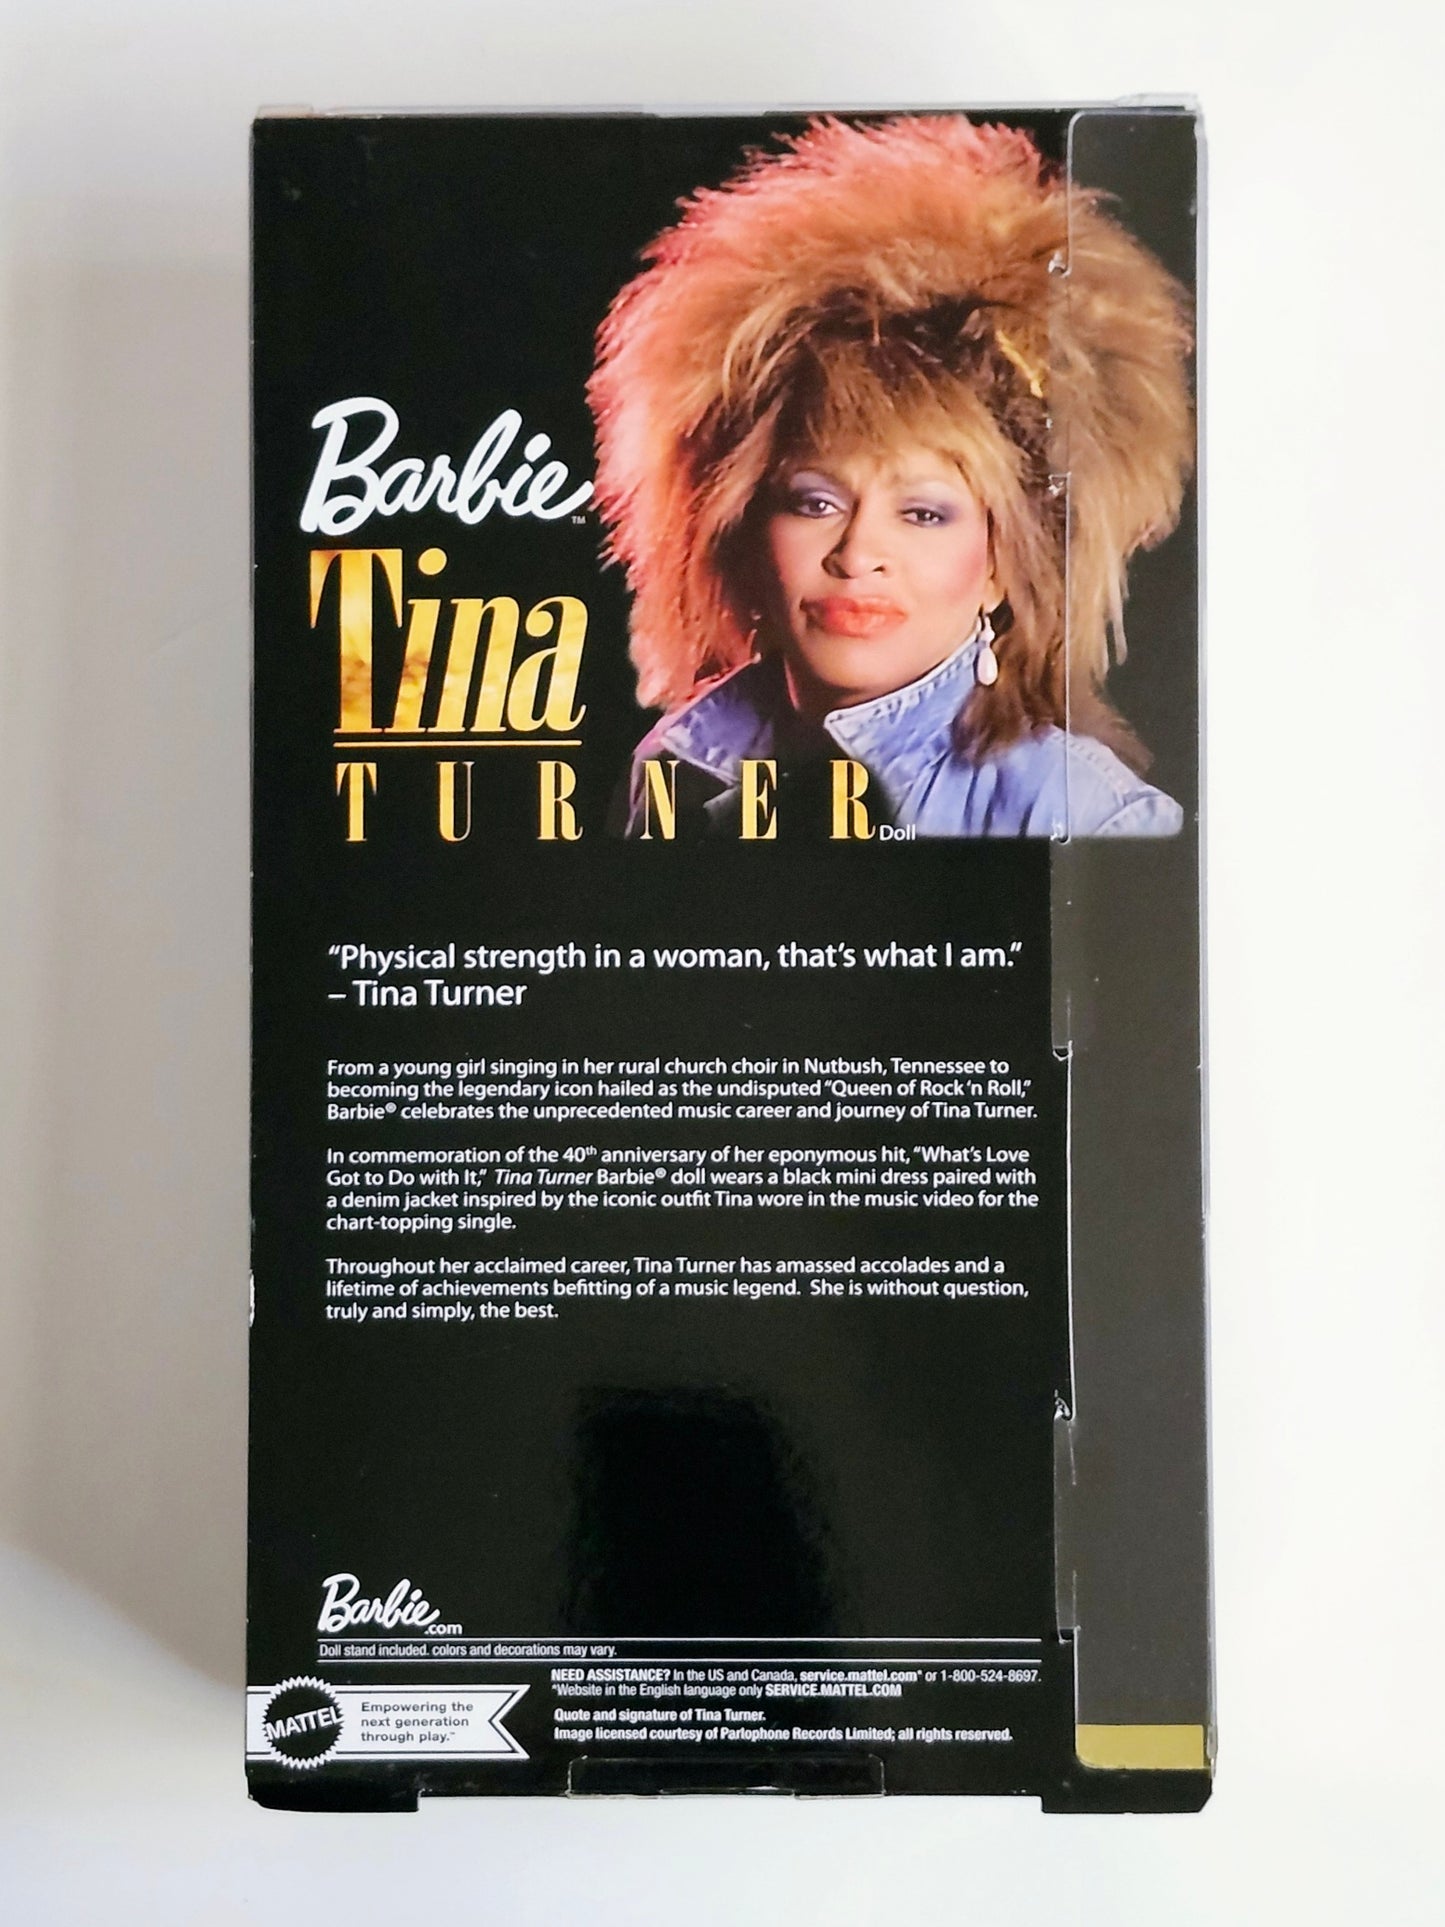 Barbie™
Tina
TURNER Doll
“Physical strength in a woman, that’s what I am.”
– Tina Turner
From a young girl singing in her rural church choir in Nutbush, Tennessee to
becoming the legendary icon hailed as the undisputed “Queen of Rock ‘n Roll,”
Barbie® celebrates the unprecedented music career and journey of Tina Turner.
In commemoration of the 40th anniversary of her eponymous hit, “What’s Love
Got to Do with It,” Tina Turner Barbie® doll wears a black mini dress paired with
a denim jacket inspired by the iconic outfit Tina wore in the music video for the
chart-topping single.
Throughout her acclaimed career, Tina Turner has amassed accolades and a
lifetime of achievements befitting of a music legend. She is without question,
truly and simply, the best.
Barbie.com
Doll stand included. colors and decorations may vary.
NEED ASSISTANCE? In the US and Canada, service.mattel.com* or 1-800-524-8697.
*Website in the English language only SERVICE.MATTEL.COM
Quote and signature of Tina Turner.
Image licensed courtesy of Parlophone Records Limited; all rights reserved.
MATTEL
Empowering the
next generation
through play.™